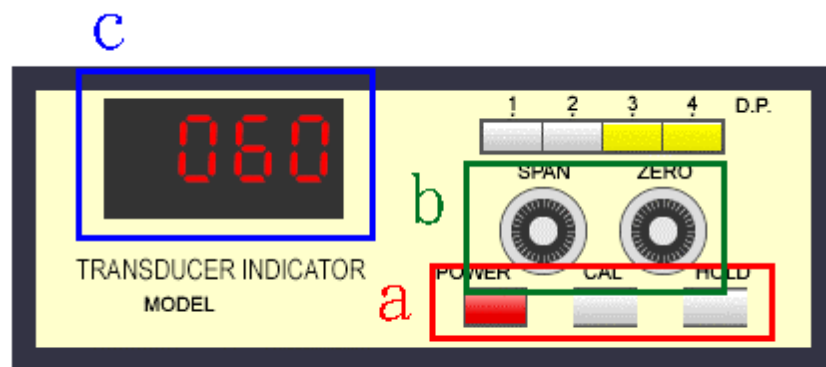 c
1 2 3 4 D.P.
060
SPAN ZERO
b
TRANSDUCER INDICATOR
POWER CAL HOLD
MODEL
a